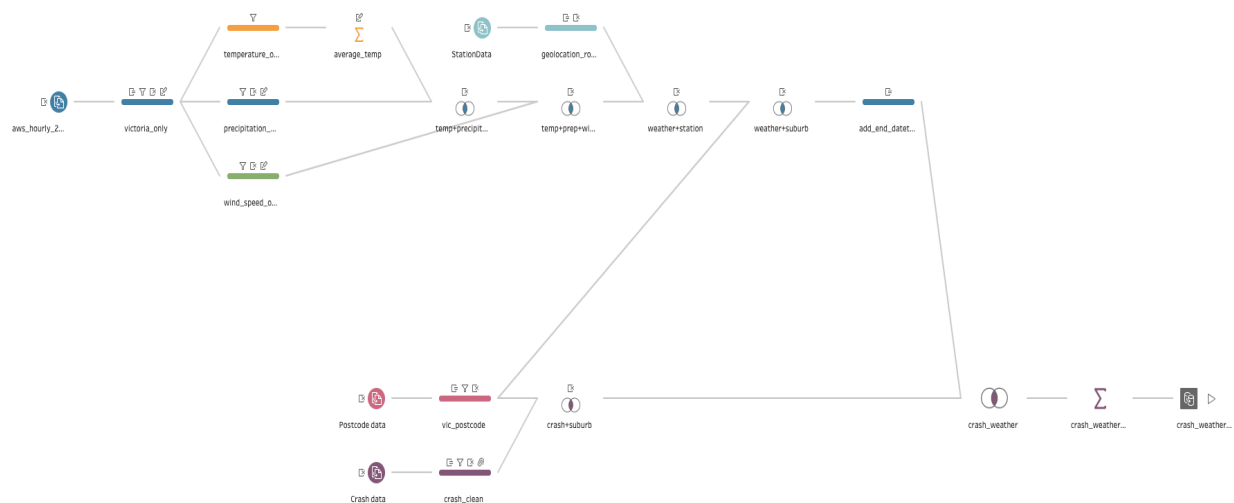 temperature_o...
average_temp
StationData
geolocation_ro...
aws_hourly_2...
victoria_only
precipitation_...
temp+precipit...
temp+prep+wi...
weather+station
weather+suburb
add_end_datet...
wind_speed_o...
Postcode data
vic_postcode
crash+suburb
crash_weather
crash_weather...
crash_weather...
Crash data
crash_clean